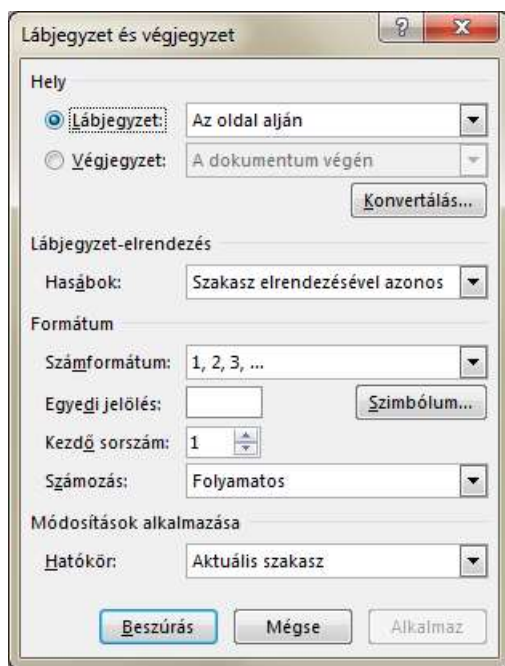 Lábjegyzet és végjegyzet
Hely
Lábjegyzet: Az oldal alján
Végjegyzet: A dokumentum végén
Konvertálás...
Lábjegyzet-elrendezés
Hasábok: Szakasz elrendezésével azonos
Formátum
Számformátum: 1, 2, 3, ...
Egyedi jelölés: Szimbólum...
Kezdő sorszám: 1
Számozás: Folyamatos
Módosítások alkalmazása
Hatókör: Aktuális szakasz
Beszúrás Mégse Alkalmaz